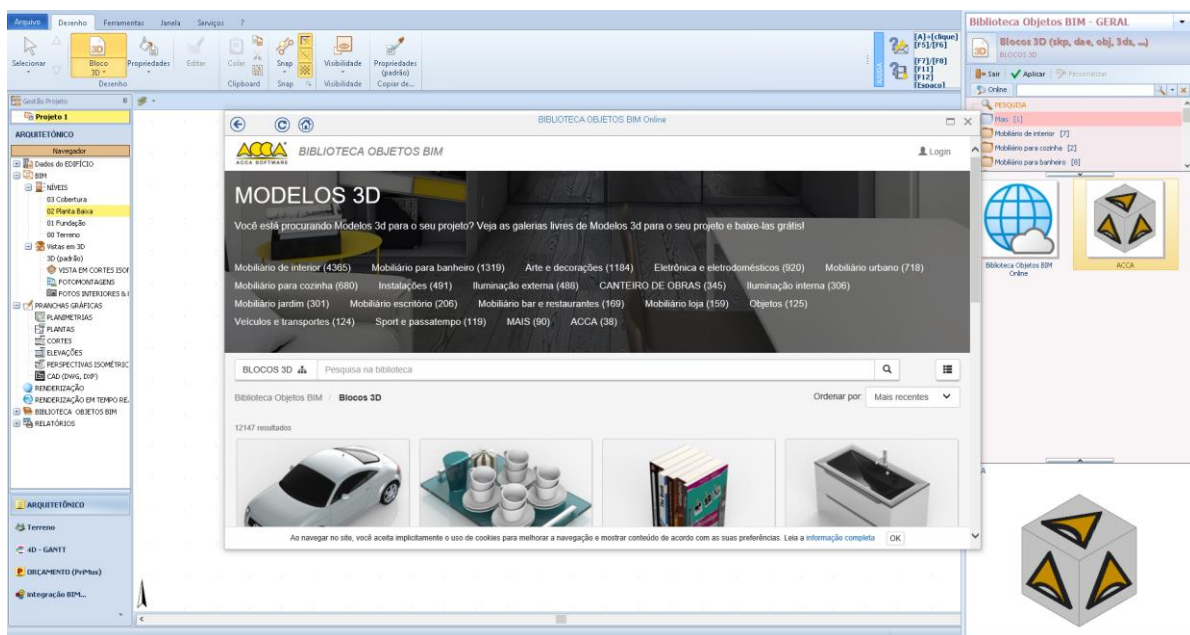 Arquivo Desenho Ferramentas Janela Serviços ?
Selecionar
3D
Bloco 3D
Propriedades
Editar
Desenho
Colar
Clipboard
Snap
Snap
Visibilidade
Visibilidade
Propriedades (padrão)
Copiar de...
AJUDA
[A]+[clique]
[F5]/[F6]
[F7]/[F8]
[F11]
[F12]
[Espaço]
Gestão Projeto
Projeto 1
ARQUITETÔNICO
Navegador
Dados do EDIFÍCIO
BIM
NÍVEIS
03 Cobertura
02 Planta Baixa
01 Fundação
00 Terreno
Vistas em 3D
3D (padrão)
VISTA EM CORTES ISOM
FOTOMONTAGENS
FOTOS INTERIORES &
PRANCHAS GRÁFICAS
PLANIMETRIAS
PLANTAS
CORTES
ELEVAÇÕES
PERSPECTIVAS ISOMÉTRIC
CAD (DWG, DXF)
RENDERIZAÇÃO
RENDERIZAÇÃO EM TEMPO RE
BIBLIOTECA OBJETOS BIM
RELATÓRIOS
ARQUITETÔNICO
Terreno
4D - GANTT
ORÇAMENTO (PriMus)
Integração BIM...
BIBLIOTECA OBJETOS BIM Online
ACCA
ACCA SOFTWARE
BIBLIOTECA OBJETOS BIM
Login
MODELOS 3D
Você está procurando Modelos 3d para o seu projeto? Veja as galerias livres de Modelos 3d para o seu projeto e baixe-las grátis!
Mobiliário de interior (4365) Mobiliário para banheiro (1319) Arte e decorações (1184) Eletrônica e eletrodomésticos (920) Mobiliário urbano (718)
Mobiliário para cozinha (680) Instalações (491) Iluminação externa (488) CANTEIRO DE OBRAS (345) Iluminação interna (306)
Mobiliário jardim (301) Mobiliário escritório (206) Mobiliário bar e restaurantes (169) Mobiliário loja (159) Objetos (125)
Veículos e transportes (124) Sport e passatempo (119) MAIS (90) ACCA (38)
BLOCOS 3D Pesquisa na biblioteca
Biblioteca Objetos BIM / Blocos 3D
Ordenar por: Mais recentes
12147 resultados
Ao navegar no site, você aceita implicitamente o uso de cookies para melhorar a navegação e mostrar conteúdo de acordo com as suas preferências. Leia a informação completa OK
Biblioteca Objetos BIM - GERAL
3D
Blocos 3D (skp, dae, obj, 3ds, ...)
BLOCOS 3D
Sair Aplicar Personalizar
Online
PESQUISA
Mais [1]
Mobiliário de interior [7]
Mobiliário para cozinha [2]
Mobiliário para banheiro [8]
Biblioteca Objetos BIM Online
ACCA